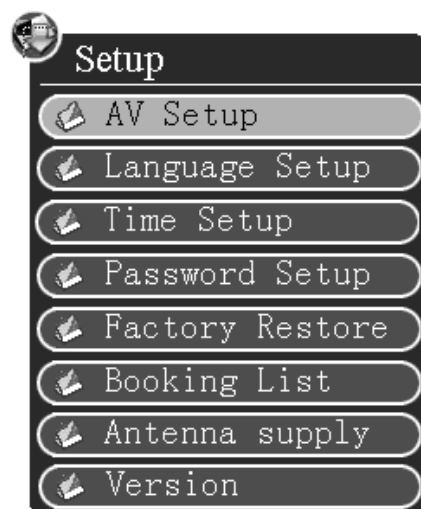 Setup
AV Setup
Language Setup
Time Setup
Password Setup
Factory Restore
Booking List
Antenna supply
Version